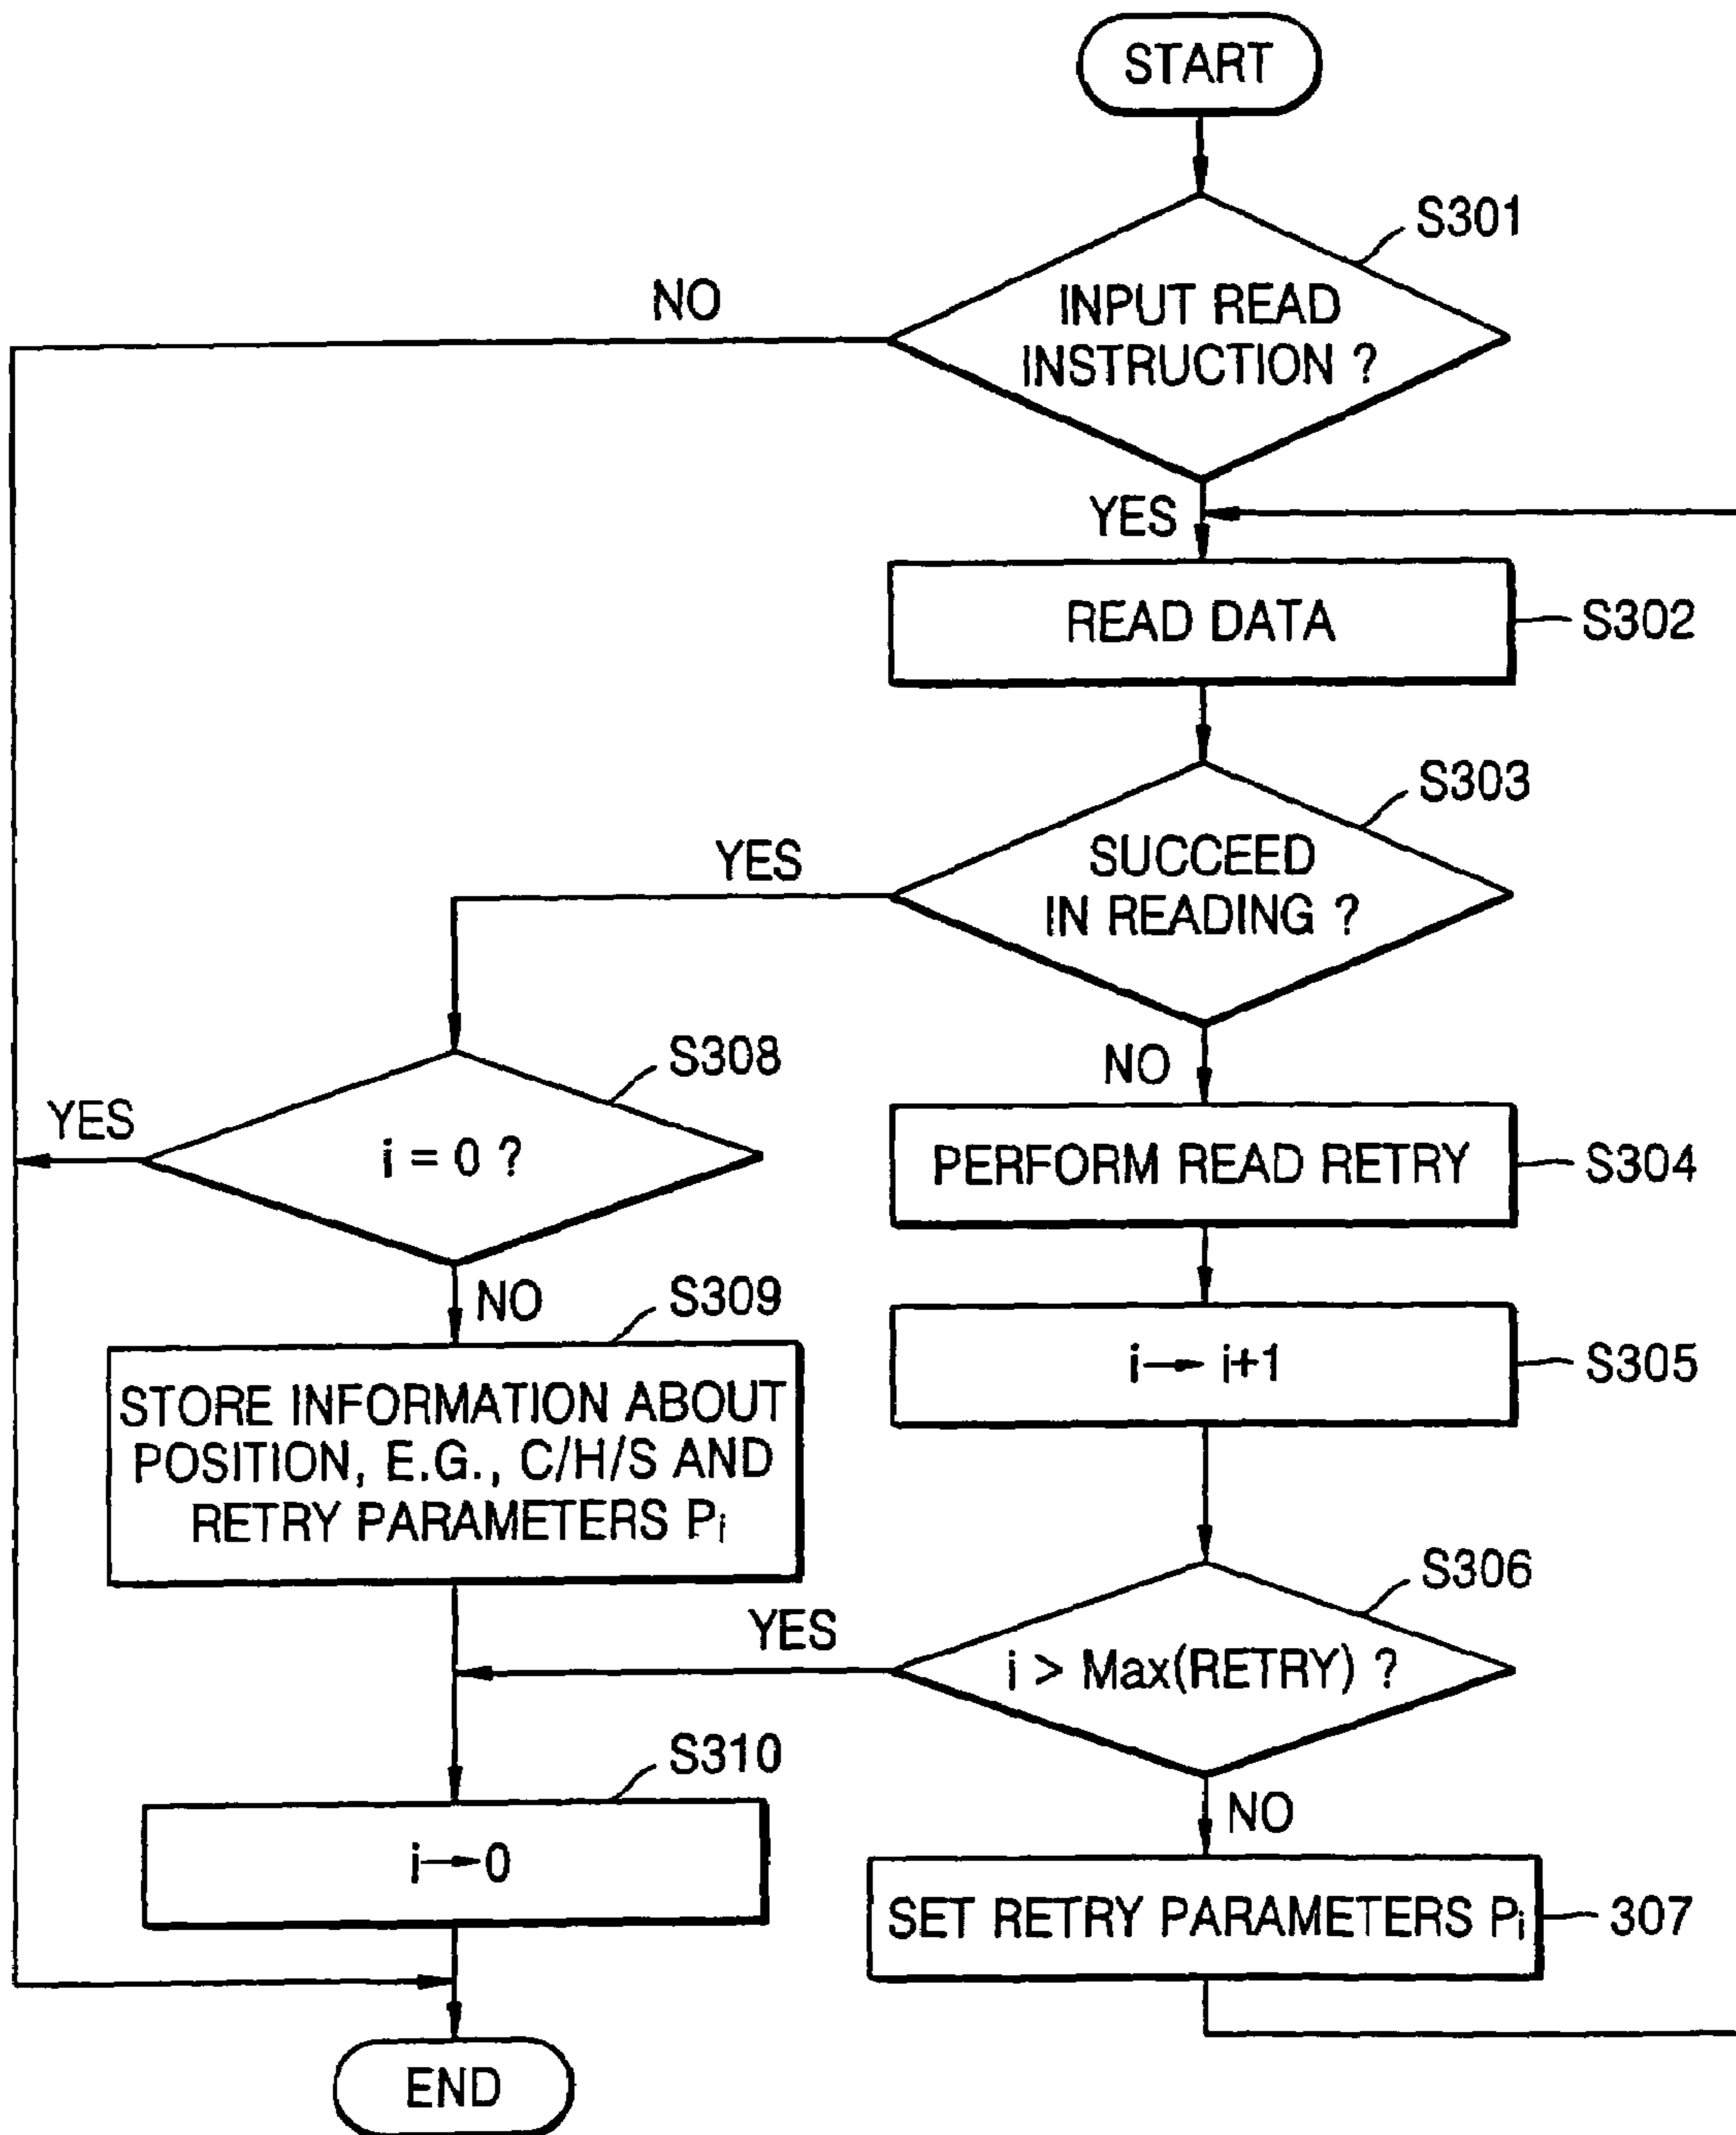 START
S301
NO
INPUT READ
INSTRUCTION ?
YES
READ DATA
S302
S303
YES
SUCCEED
IN READING ?
S308
NO
YES
i = 0 ?
PERFORM READ RETRY
S304
NO
S309
i → i+1
S305
STORE INFORMATION ABOUT
POSITION, E.G., C/H/S AND
RETRY PARAMETERS Pi
S306
YES
i > Max(RETRY) ?
S310
NO
i → 0
SET RETRY PARAMETERS Pi
307
END